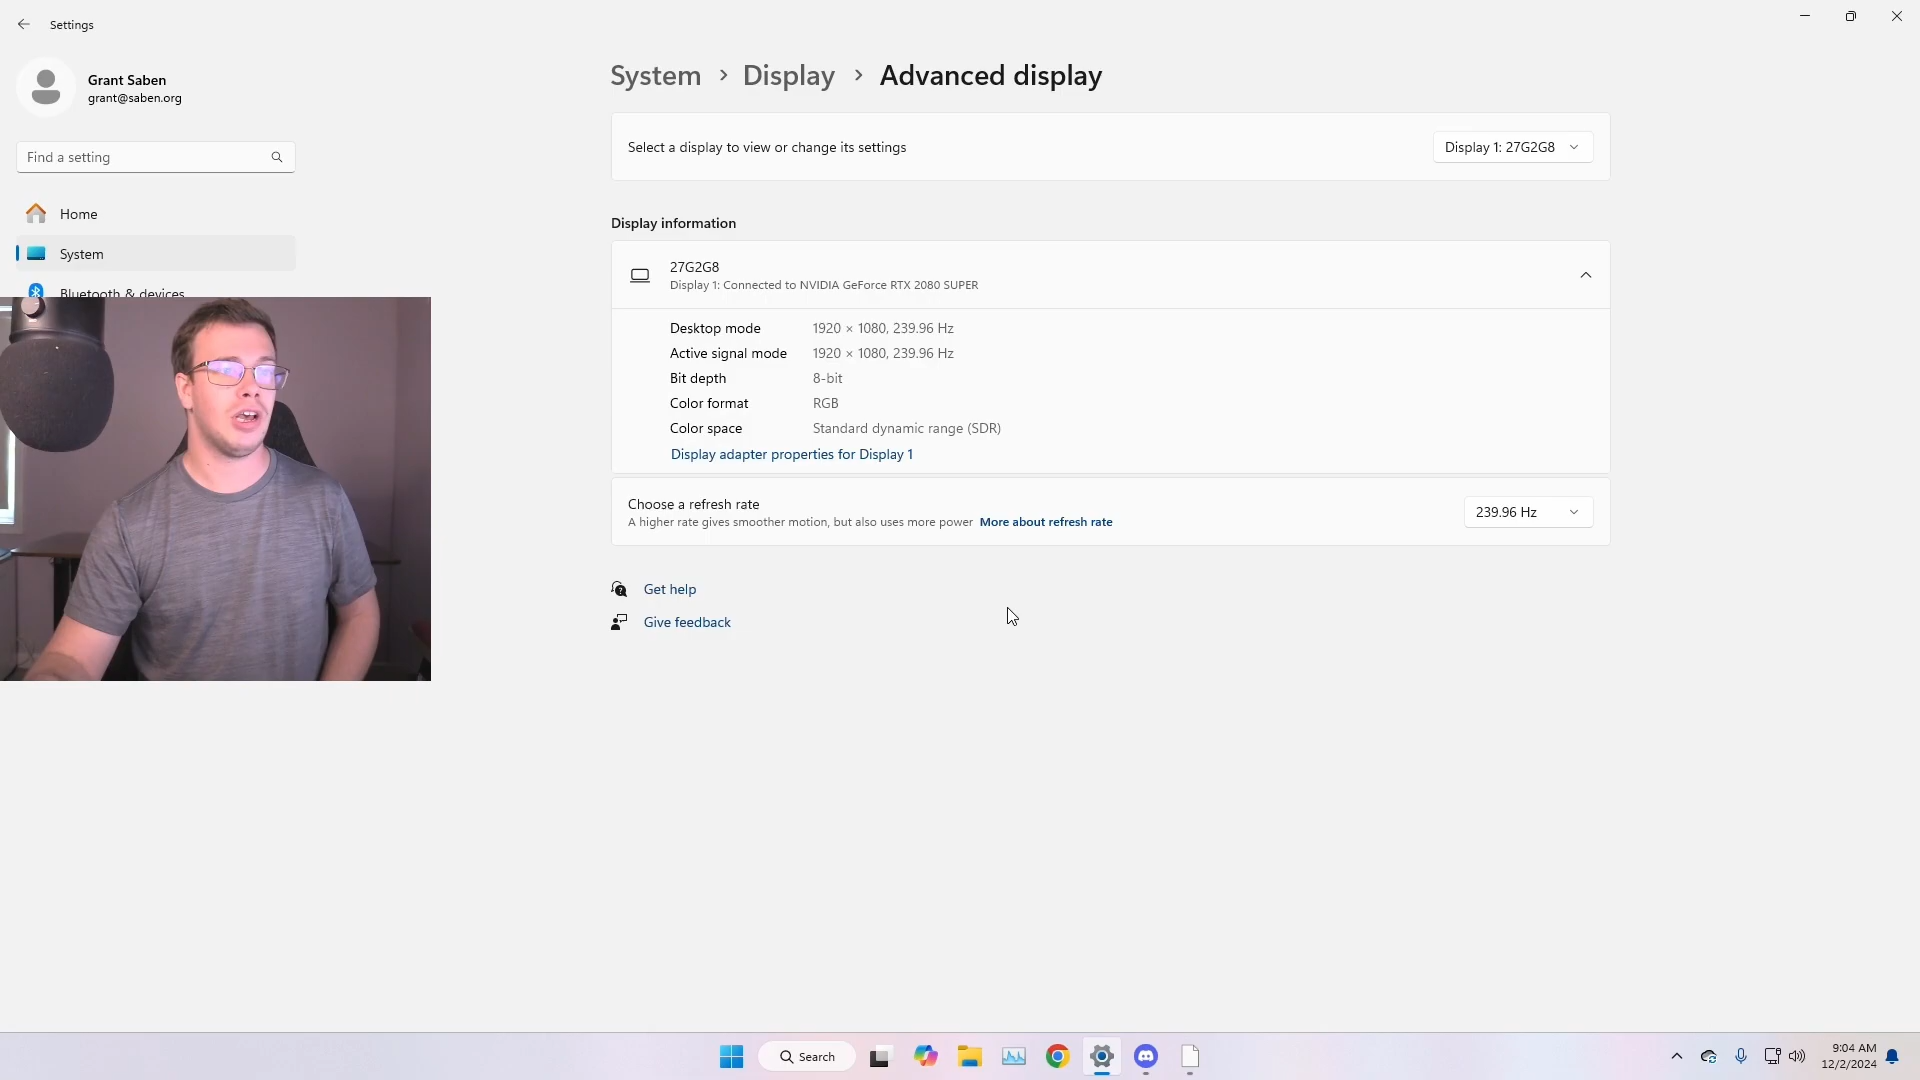 Settings
Grant Saben
grant@saben.org
Find a setting
Home
System
Bluetooth & devices
System > Display > Advanced display
Select a display to view or change its settings
Display 1: 27G2G8
Display information
27G2G8
Display 1: Connected to NVIDIA GeForce RTX 2080 SUPER
Desktop mode 1920 × 1080, 239.96 Hz
Active signal mode 1920 × 1080, 239.96 Hz
Bit depth 8-bit
Color format RGB
Color space Standard dynamic range (SDR)
Display adapter properties for Display 1
Choose a refresh rate
A higher rate gives smoother motion, but also uses more power More about refresh rate
239.96 Hz
Get help
Give feedback
Search
9:04 AM
12/2/2024